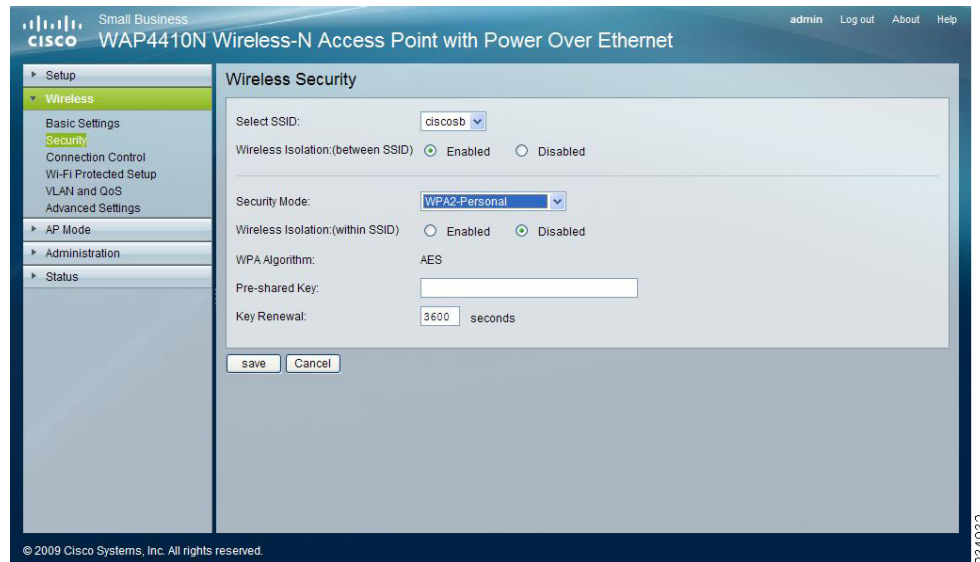 Small Business
CISCO WAP4410N Wireless-N Access Point with Power Over Ethernet
admin Log out About Help
Setup
Wireless
Basic Settings
Security
Connection Control
Wi-Fi Protected Setup
VLAN and QoS
Advanced Settings
AP Mode
Administration
Status
Wireless Security
Select SSID: ciscosb
Wireless Isolation:(between SSID) Enabled Disabled
Security Mode: WPA2-Personal
Wireless Isolation:(within SSID) Enabled Disabled
WPA Algorithm: AES
Pre-shared Key:
Key Renewal: 3600 seconds
save Cancel
© 2009 Cisco Systems, Inc. All rights reserved.